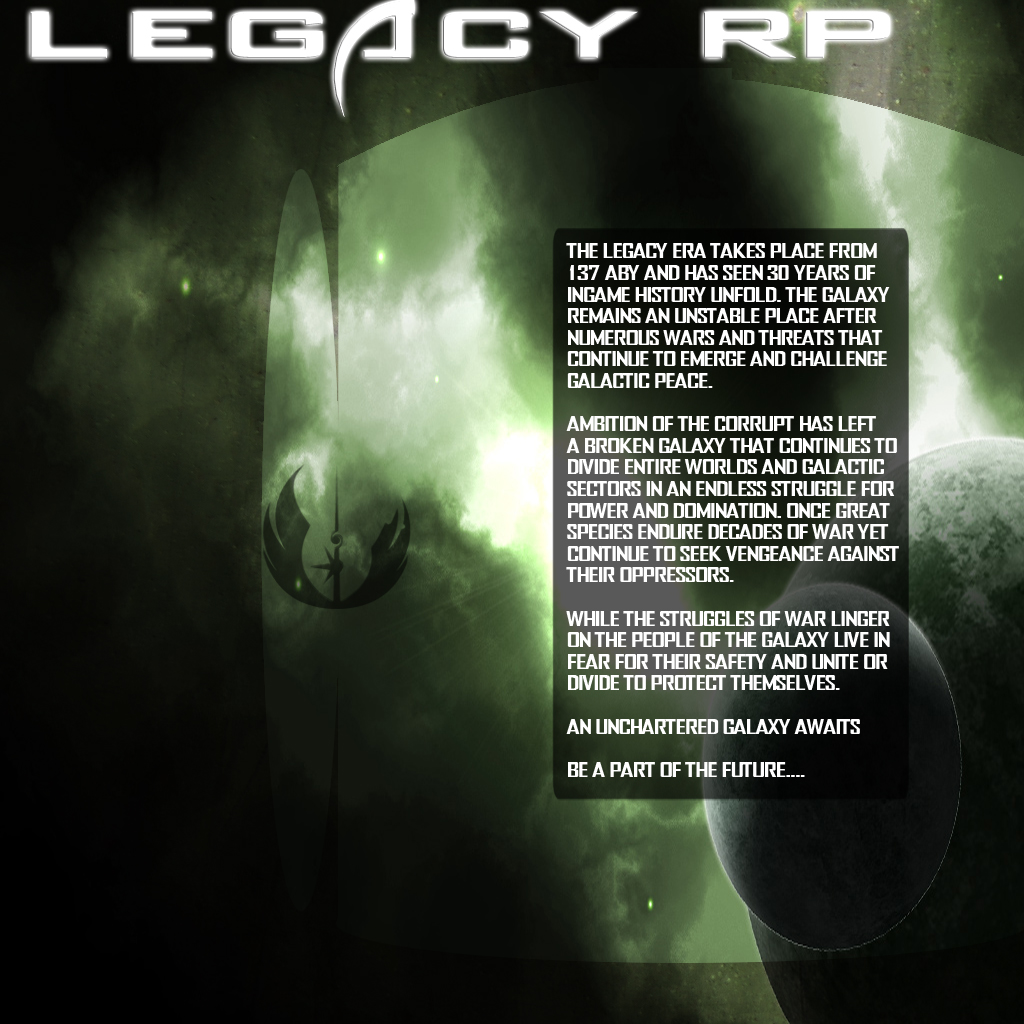 LEGACY RP
THE LEGACY ERA TAKES PLACE FROM
137 ABY AND HAS SEEN 30 YEARS OF
INGAME HISTORY UNFOLD. THE GALAXY
REMAINS AN UNSTABLE PLACE AFTER
NUMEROUS WARS AND THREATS THAT
CONTINUE TO EMERGE AND CHALLENGE
GALACTIC PEACE.
AMBITION OF THE CORRUPT HAS LEFT
A BROKEN GALAXY THAT CONTINUES TO
DIVIDE ENTIRE WORLDS AND GALACTIC
SECTORS IN AN ENDLESS STRUGGLE FOR
POWER AND DOMINATION. ONCE GREAT
SPECIES ENDURE DECADES OF WAR YET
CONTINUE TO SEEK VENGEANCE AGAINST
THEIR OPPRESSORS.
WHILE THE STRUGGLES OF WAR LINGER
ON THE PEOPLE OF THE GALAXY LIVE IN
FEAR FOR THEIR SAFETY AND UNITE OR
DIVIDE TO PROTECT THEMSELVES.
AN UNCHARTERED GALAXY AWAITS
BE A PART OF THE FUTURE....